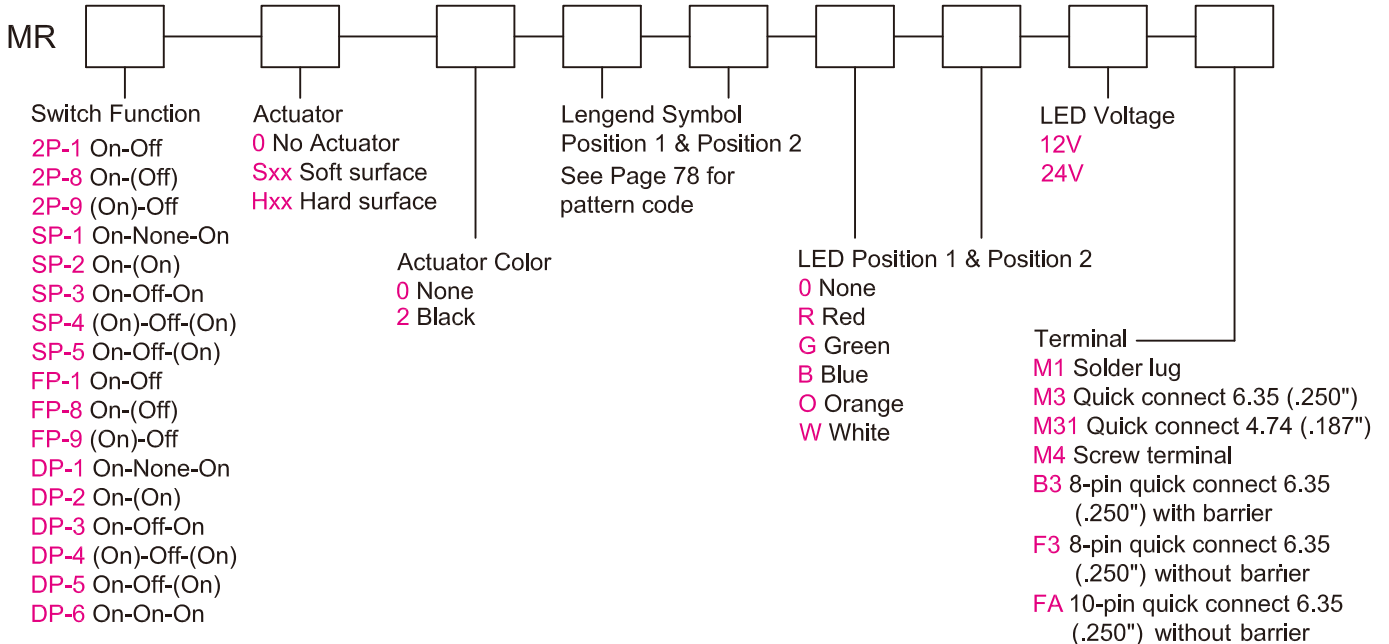 MR
Switch Function
2P-1 On-Off
2P-8 On-(Off)
2P-9 (On)-Off
SP-1 On-None-On
SP-2 On-(On)
SP-3 On-Off-On
SP-4 (On)-Off-(On)
SP-5 On-Off-(On)
FP-1 On-Off
FP-8 On-(Off)
FP-9 (On)-Off
DP-1 On-None-On
DP-2 On-(On)
DP-3 On-Off-On
DP-4 (On)-Off-(On)
DP-5 On-Off-(On)
DP-6 On-On-On
Actuator
0 No Actuator
Sxx Soft surface
Hxx Hard surface
Actuator Color
0 None
2 Black
Lengend Symbol
Position 1 & Position 2
See Page 78 for
pattern code
LED Position 1 & Position 2
0 None
R Red
G Green
B Blue
O Orange
W White
LED Voltage
12V
24V
Terminal
M1 Solder lug
M3 Quick connect 6.35 (.250")
M31 Quick connect 4.74 (.187")
M4 Screw terminal
B3 8-pin quick connect 6.35
(.250") with barrier
F3 8-pin quick connect 6.35
(.250") without barrier
FA 10-pin quick connect 6.35
(.250") without barrier